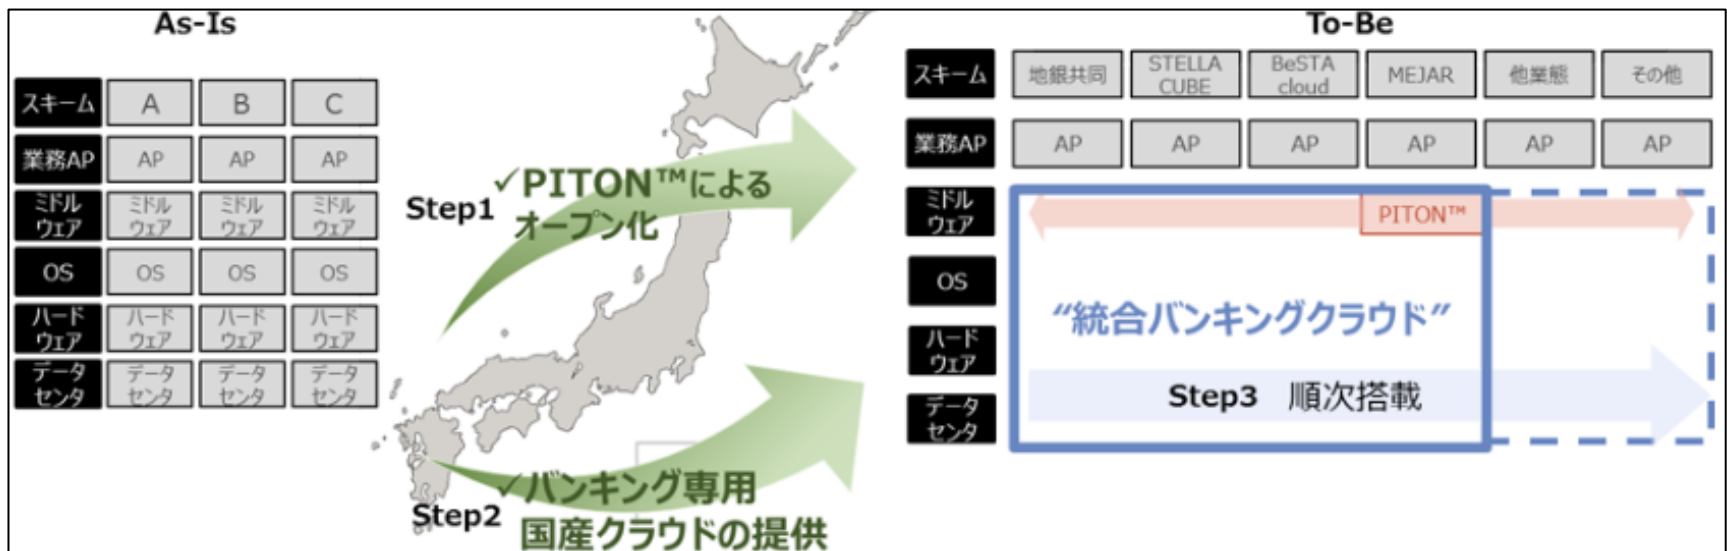 As-Is
スキーム A B C
業務AP AP AP AP
ミドル
ウェア
ミドル
ウェア
ミドル
ウェア
ミドル
ウェア
OS OS OS OS
ハード
ウェア
ハード
ウェア
ハード
ウェア
ハード
ウェア
データ
センタ
データ
センタ
データ
センタ
データ
センタ
Step1
✓PITON™による
オープン化
Step2
✓バンキング専用
国産クラウドの提供
To-Be
スキーム
地銀共同
STELLA
CUBE
BeSTA
cloud
MEJAR
他業態
その他
業務AP AP AP AP AP AP AP
ミドル
ウェア
PITON™
OS
ハード
ウェア
"統合バンキングクラウド"
データ
センタ
Step3 順次搭載